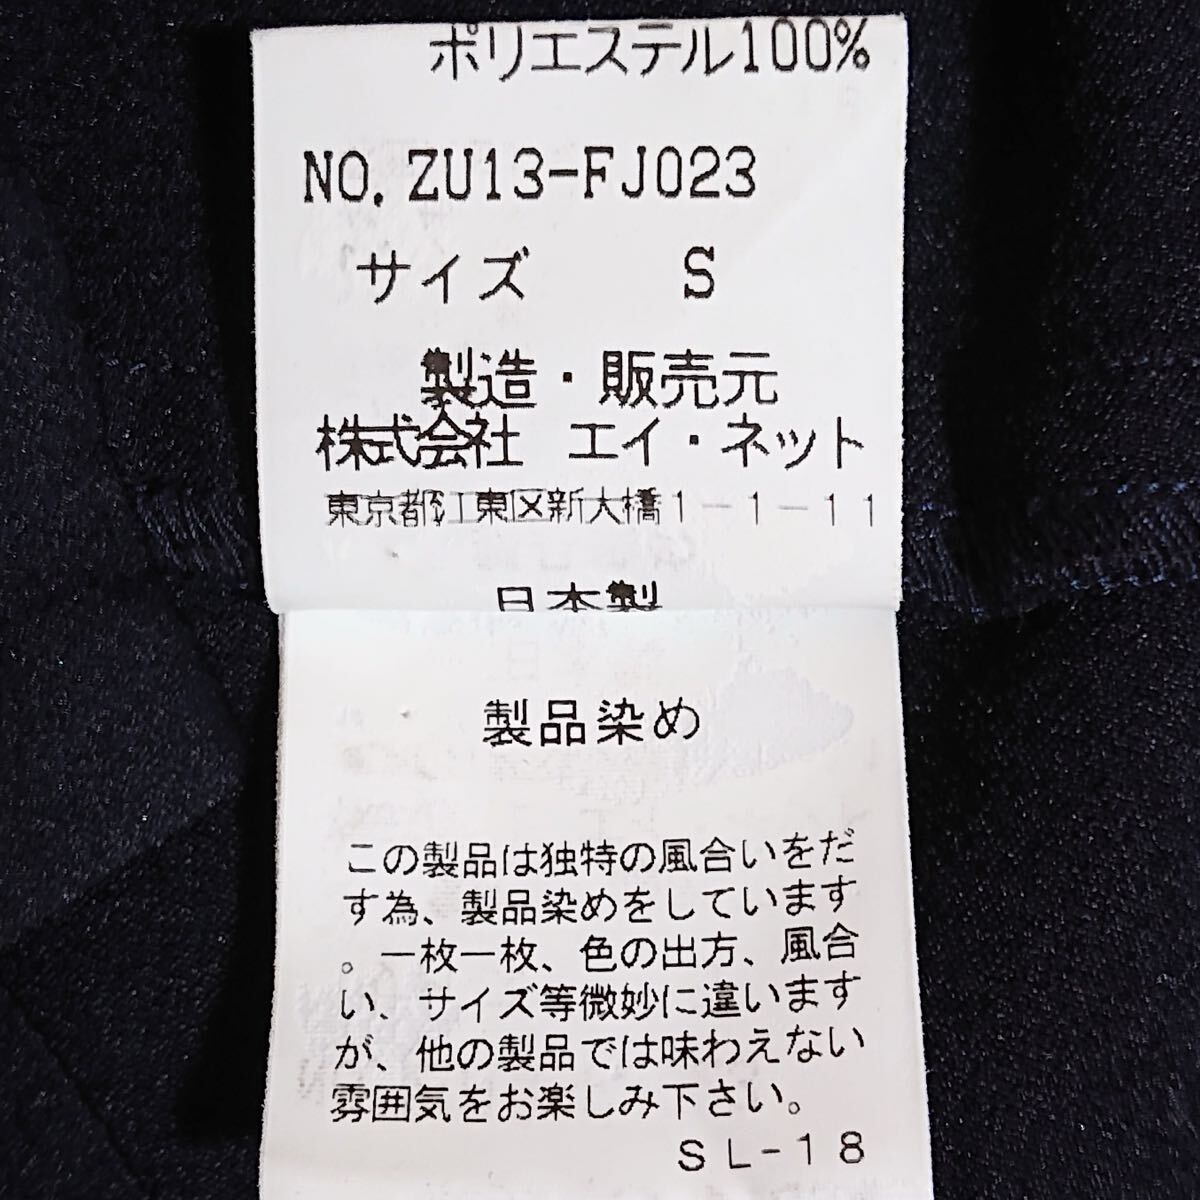 ポリエステル100%
NO. ZU13-FJ023
サイズ S
製造・販売元
株式会社 エイ・ネット
東京都江東区新大橋1-1-11
日本製
製品染め
この製品は独特の風合いをだ
す為、製品染めをしています
。一枚一枚、色の出方、風合
い、サイズ等微妙に違います
が、他の製品では味わえない
雰囲気をお楽しみ下さい。
SL-18